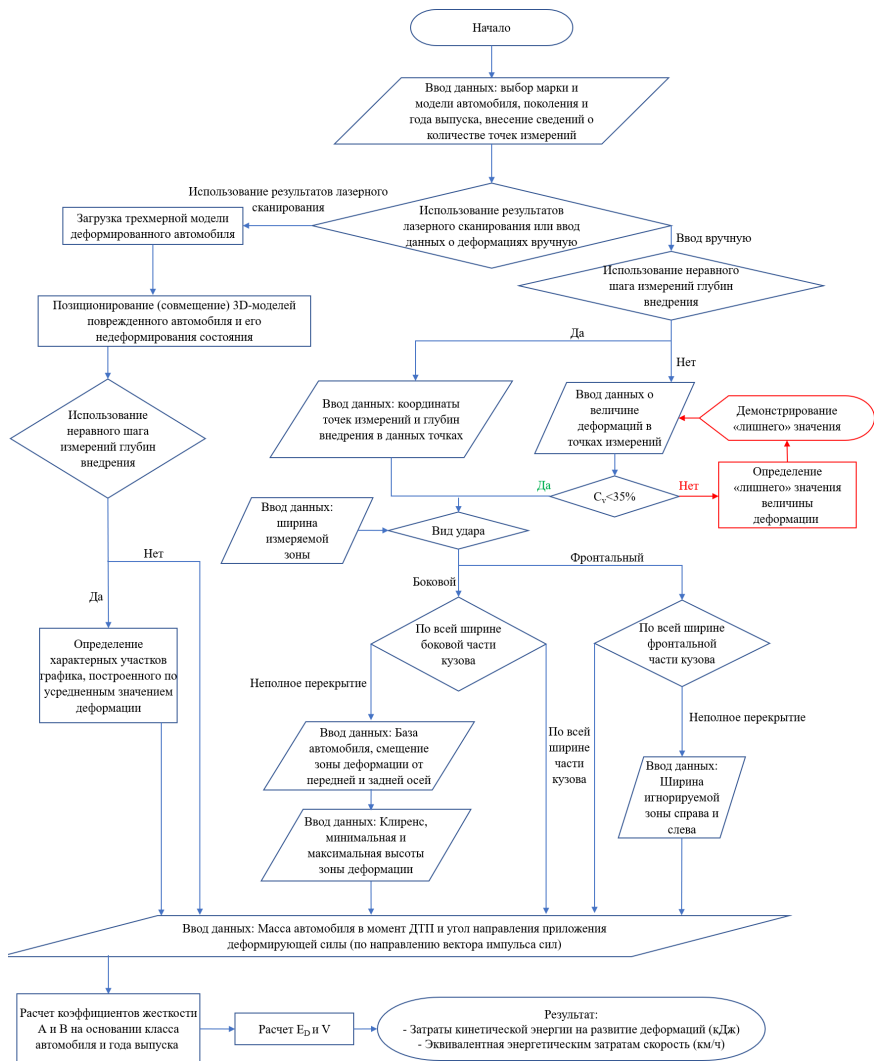 Начало
Ввод данных: выбор марки и
модели автомобиля, поколения и
года выпуска, внесение сведений о
количестве точек измерений
Использование результатов лазерного
сканирования
Использование результатов
лазерного сканирования или ввод
данных о деформациях вручную
Загрузка трехмерной модели
деформированного автомобиля
Ввод вручную
Использование неравного
шага измерений глубин
внедрения
Позиционирование (совмещение) 3D-моделей
поврежденного автомобиля и его
недеформирования состояния
Да
Нет
Использование
неравного шага
измерений глубин
внедрения
Ввод данных: координаты
точек измерений и глубин
внедрения в данных точках
Ввод данных о
величине
деформаций в
точках измерений
Демонстрирование
«лишнего» значения
Да
C_v<35%
Нет
Определение
«лишнего» значения
величины
деформации
Ввод данных:
ширина
измеряемой
зоны
Вид удара
Нет
Да
Боковой
Фронтальный
Определение
характерных участков
графика, построенного по
усредненным значением
деформации
По всей ширине
боковой части
кузова
По всей ширине
фронтальной
части кузова
Неполное перекрытие
Неполное перекрытие
Ввод данных: База
автомобиля, смещение
зоны деформации от
передней и задней осей
По всей
ширине
части
кузова
Ввод данных:
Ширина
игнорируемой
зоны справа и
слева
Ввод данных: Клиренс,
минимальная и
максимальная высоты
зоны деформации
Ввод данных: Масса автомобиля в момент ДТП и угол направления приложения
деформирующей силы (по направлению вектора импульса сил)
Расчет коэффициентов жесткости
А и В на основании класса
автомобиля и года выпуска
Расчет E_D и V
Результат:
- Затраты кинетической энергии на развитие деформаций (кДж)
- Эквивалентная энергетическим затратам скорость (км/ч)